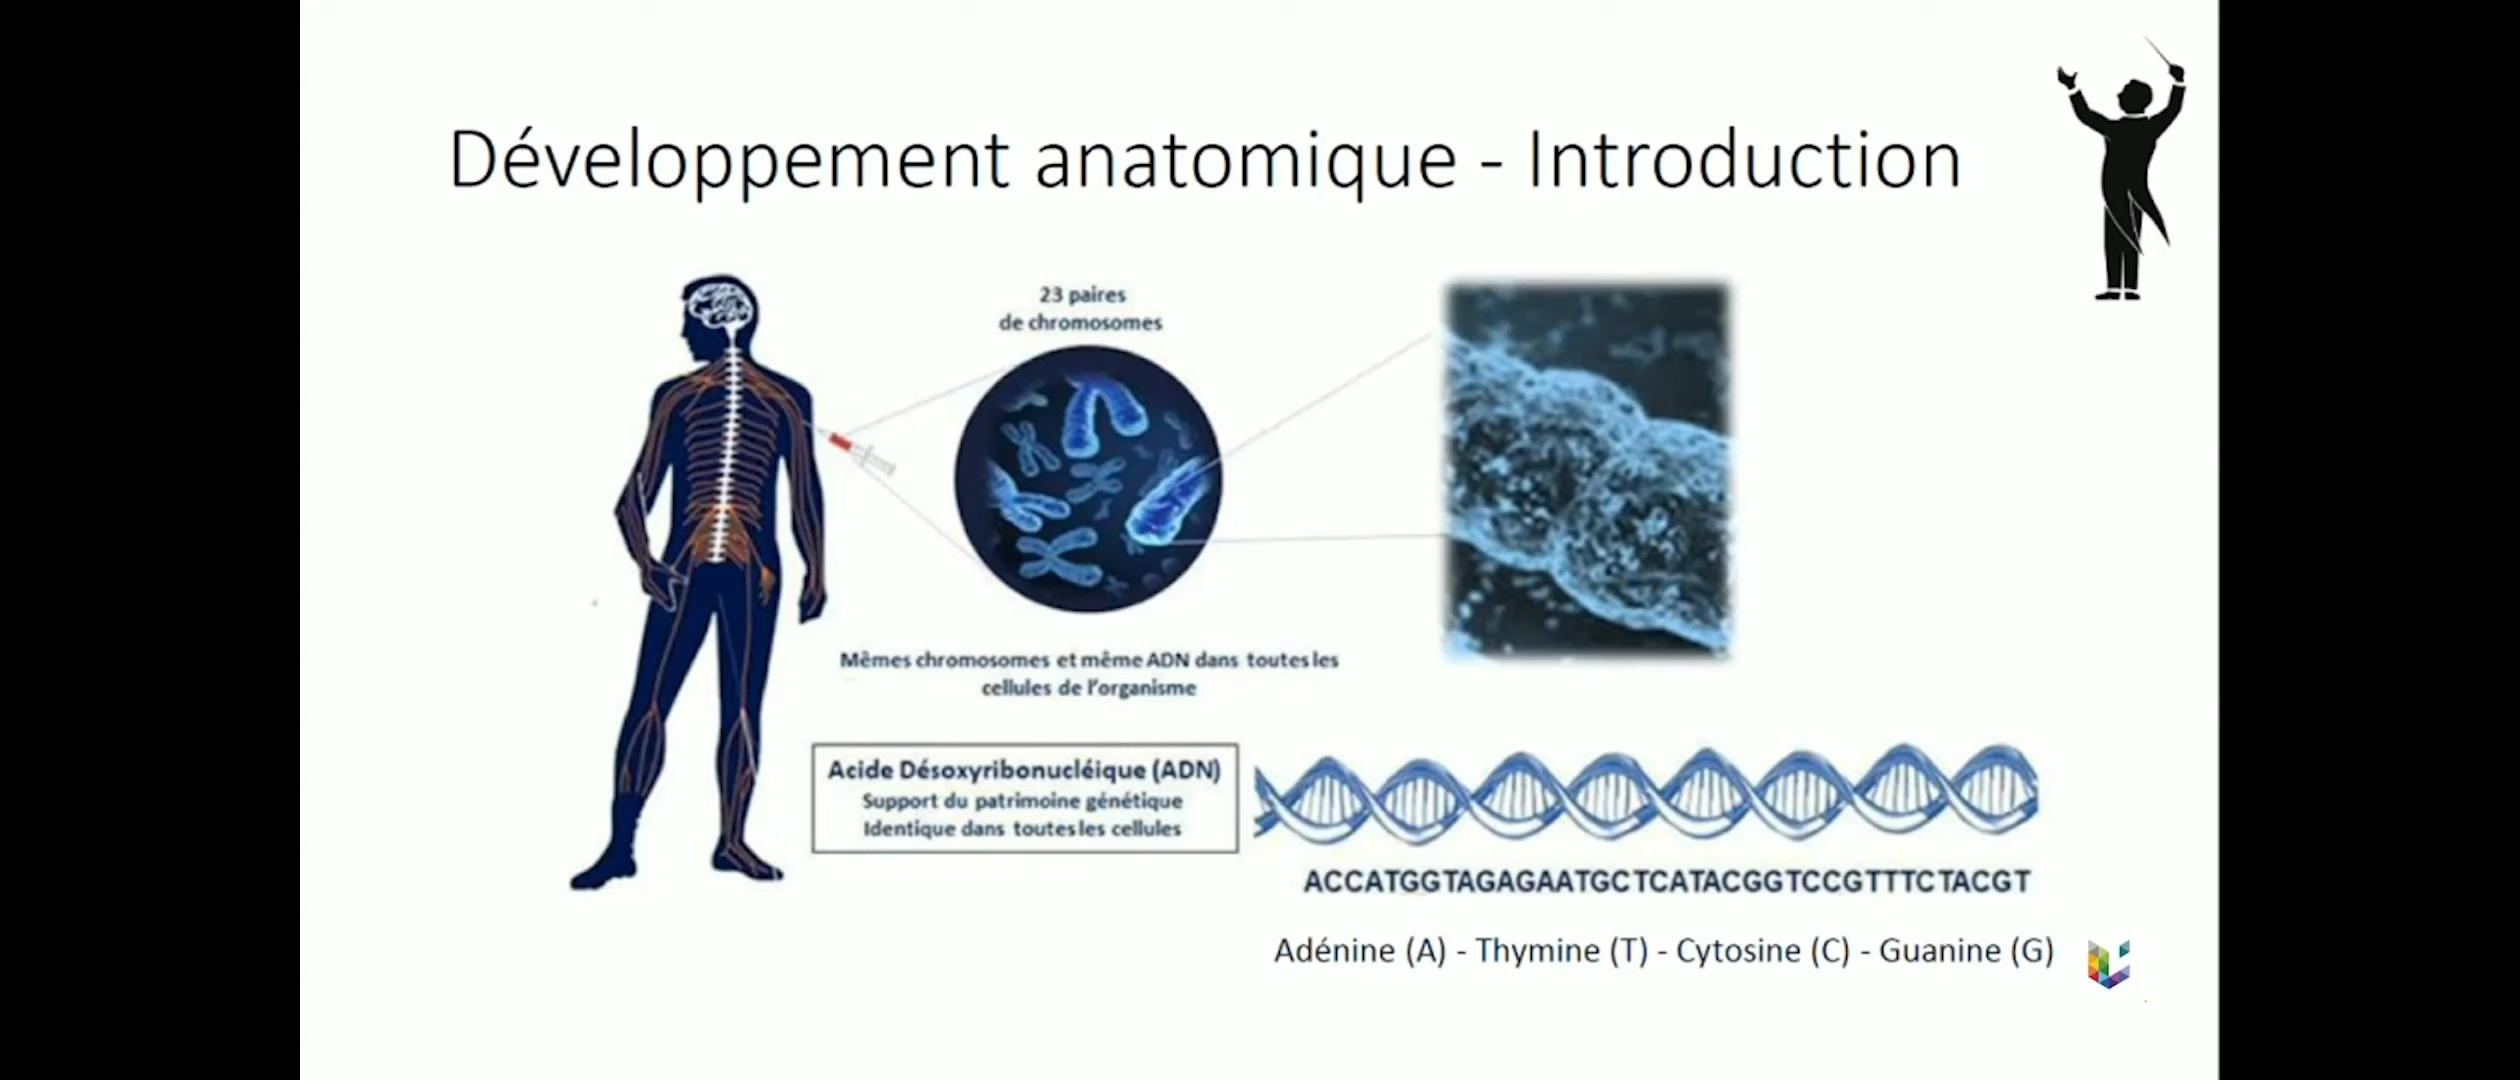 Développement anatomique - Introduction
23 paires
de chromosomes
Mêmes chromosomes et même ADN dans toutes les
cellules de l'organisme
Acide Désoxyribonucléique (ADN)
Support du patrimoine génétique
Identique dans toutes les cellules
ACCATGGTAGAGAATGCTCATACGGTCCGTTTCTACGT
Adénine (A) - Thymine (T) - Cytosine (C) - Guanine (G)